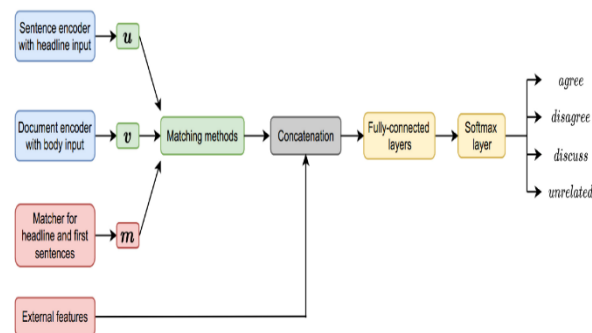 Sentence encoder
with headline input
u
Document encoder
with body input
v
Matching methods
Concatenation
Fully-connected
layers
Softmax
layer
agree
disagree
discuss
unrelated
Matcher for
headline and first
sentences
m
External features